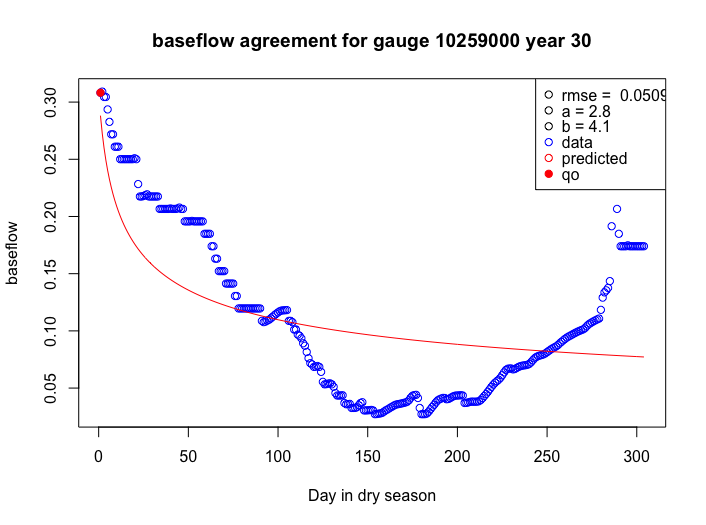 baseflow agreement for gauge 10259000 year 30
baseflow
0.30
0.25
0.20
0.15
0.10
0.05
rmse = 0.0509
a = 2.8
b = 4.1
data
predicted
qo
0 50 100 150 200 250 300
Day in dry season